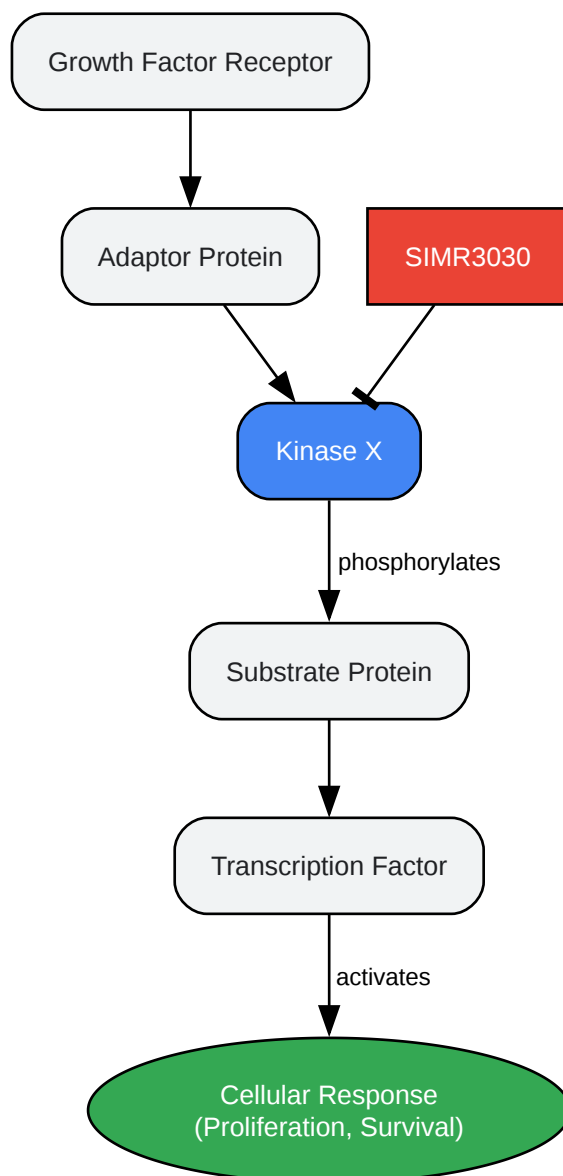 Growth Factor Receptor
Adaptor Protein
SIMR3030
Kinase X
phosphorylates
Substrate Protein
Transcription Factor
activates
Cellular Response
(Proliferation, Survival)